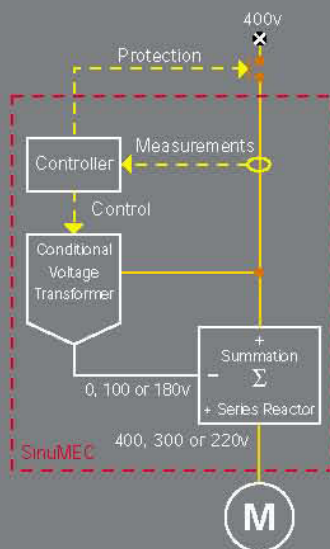 400v
Protection
Measurements
Controller
Control
Conditional
Voltage
Transformer
+
Summation
Σ
−
+ Series Reactor
0, 100 or 180v
400, 300 or 220v
SinuMEC
M